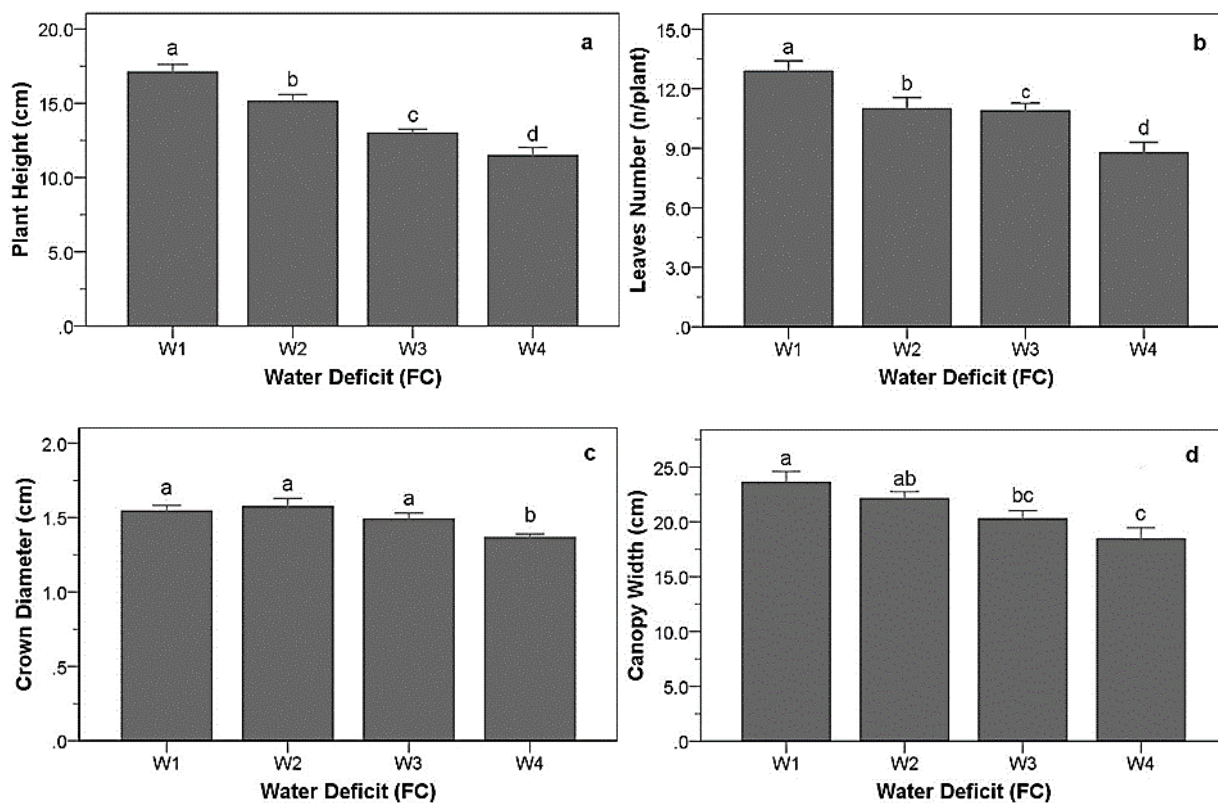 a
Plant Height (cm)
20.0
15.0
10.0
5.0
.0
a
b
c
d
W1 W2 W3 W4
Water Deficit (FC)
b
Leaves Number (n/plant)
15.0
12.0
9.0
6.0
3.0
.0
a
b
c
d
W1 W2 W3 W4
Water Deficit (FC)
c
Crown Diameter (cm)
2.0
1.5
1.0
.5
.0
a
a
a
b
W1 W2 W3 W4
Water Deficit (FC)
d
Canopy Width (cm)
25.0
20.0
15.0
10.0
5.0
.0
a
ab
bc
c
W1 W2 W3 W4
Water Deficit (FC)